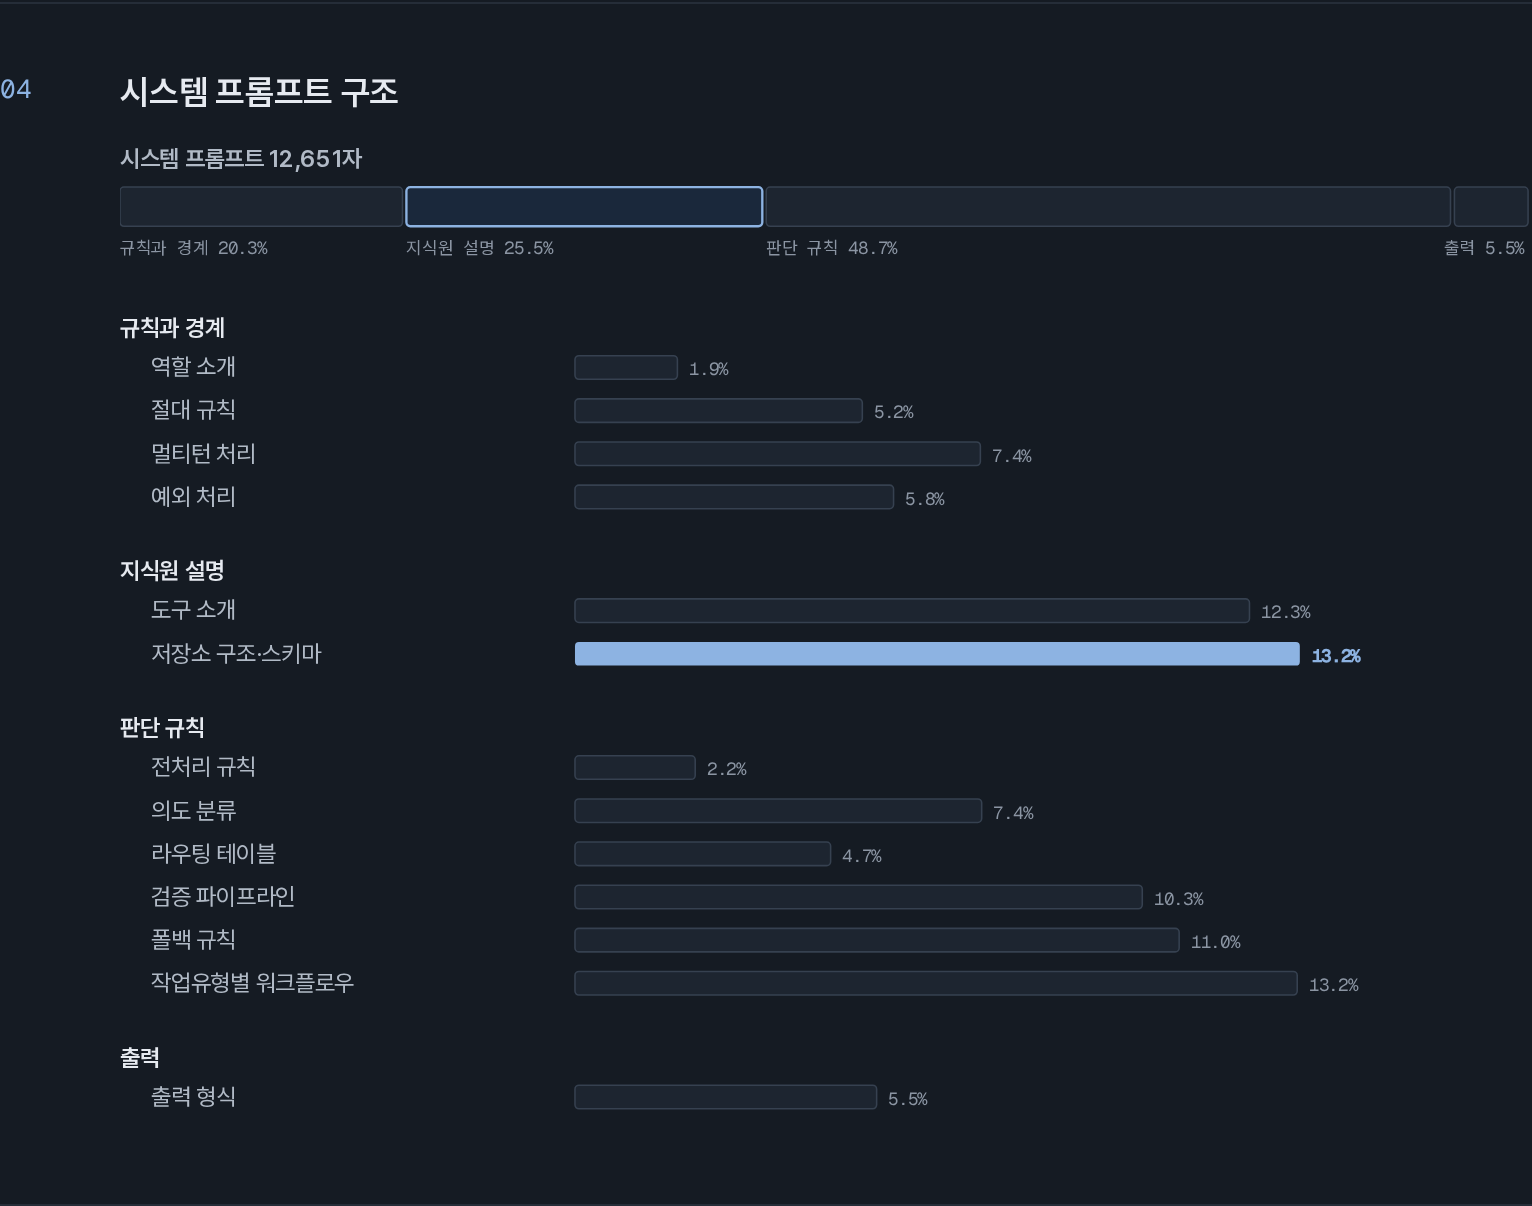 04
시스템 프롬프트 구조
시스템 프롬프트 12,651자
규칙과 경계 20.3% 지식원 설명 25.5% 판단 규칙 48.7% 출력 5.5%
규칙과 경계
역할 소개 1.9%
절대 규칙 5.2%
멀티턴 처리 7.4%
예외 처리 5.8%
지식원 설명
도구 소개 12.3%
저장소 구조·스키마 13.2%
판단 규칙
전처리 규칙 2.2%
의도 분류 7.4%
라우팅 테이블 4.7%
검증 파이프라인 10.3%
폴백 규칙 11.0%
작업유형별 워크플로우 13.2%
출력
출력 형식 5.5%